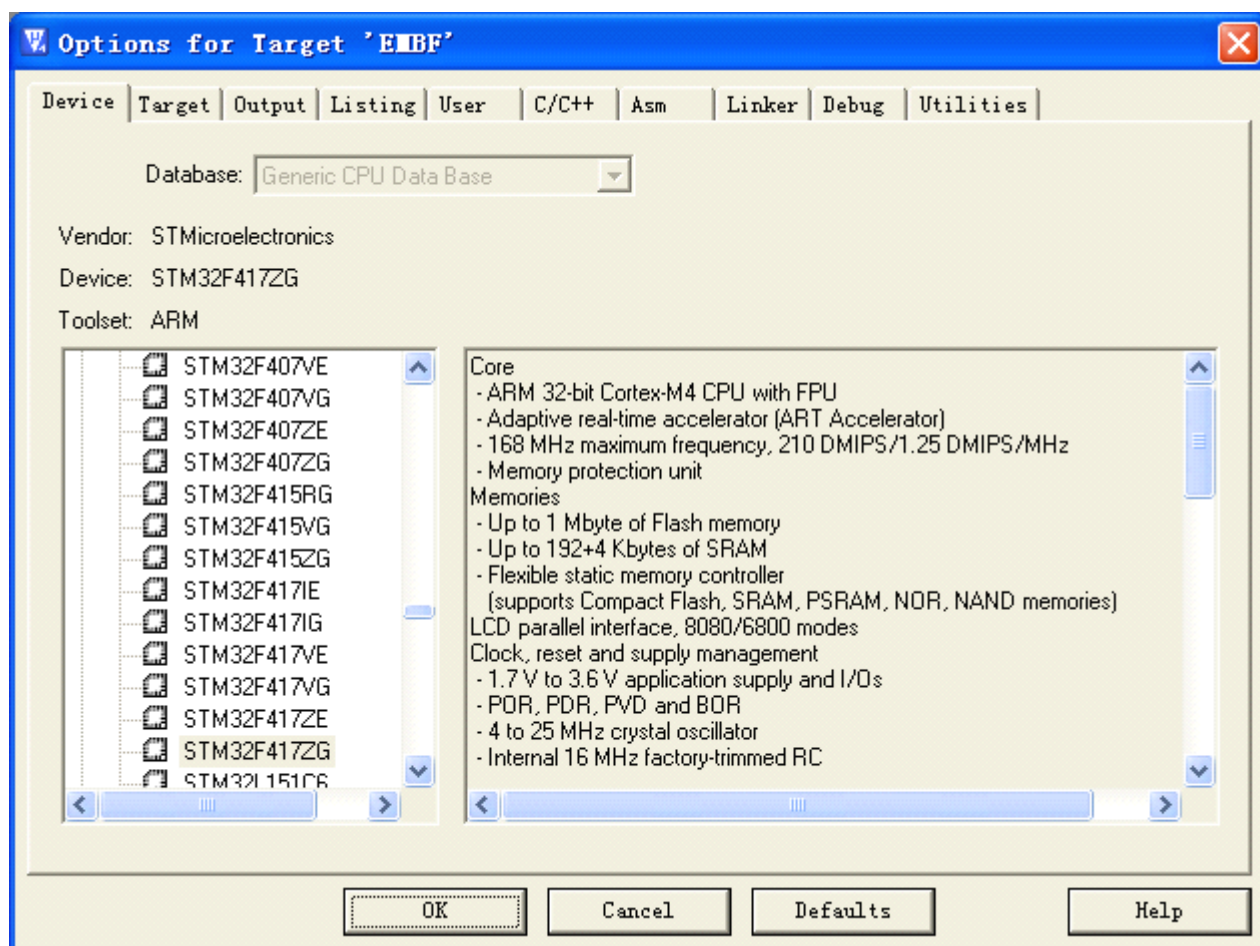 Options for Target 'EMBF'
Device Target Output Listing User C/C++ Asm Linker Debug Utilities
Database: Generic CPU Data Base
Vendor: STMicroelectronics
Device: STM32F417ZG
Toolset: ARM
STM32F407VE
STM32F407VG
STM32F407ZE
STM32F407ZG
STM32F415RG
STM32F415VG
STM32F415ZG
STM32F417IE
STM32F417IG
STM32F417VE
STM32F417VG
STM32F417ZE
STM32F417ZG
STM32L151C6
Core
- ARM 32-bit Cortex-M4 CPU with FPU
- Adaptive real-time accelerator (ART Accelerator)
- 168 MHz maximum frequency, 210 DMIPS/1.25 DMIPS/MHz
- Memory protection unit
Memories
- Up to 1 Mbyte of Flash memory
- Up to 192+4 Kbytes of SRAM
- Flexible static memory controller
(supports Compact Flash, SRAM, PSRAM, NOR, NAND memories)
LCD parallel interface, 8080/6800 modes
Clock, reset and supply management
- 1.7 V to 3.6 V application supply and I/Os
- POR, PDR, PVD and BOR
- 4 to 25 MHz crystal oscillator
- Internal 16 MHz factory-trimmed RC
OK Cancel Defaults Help